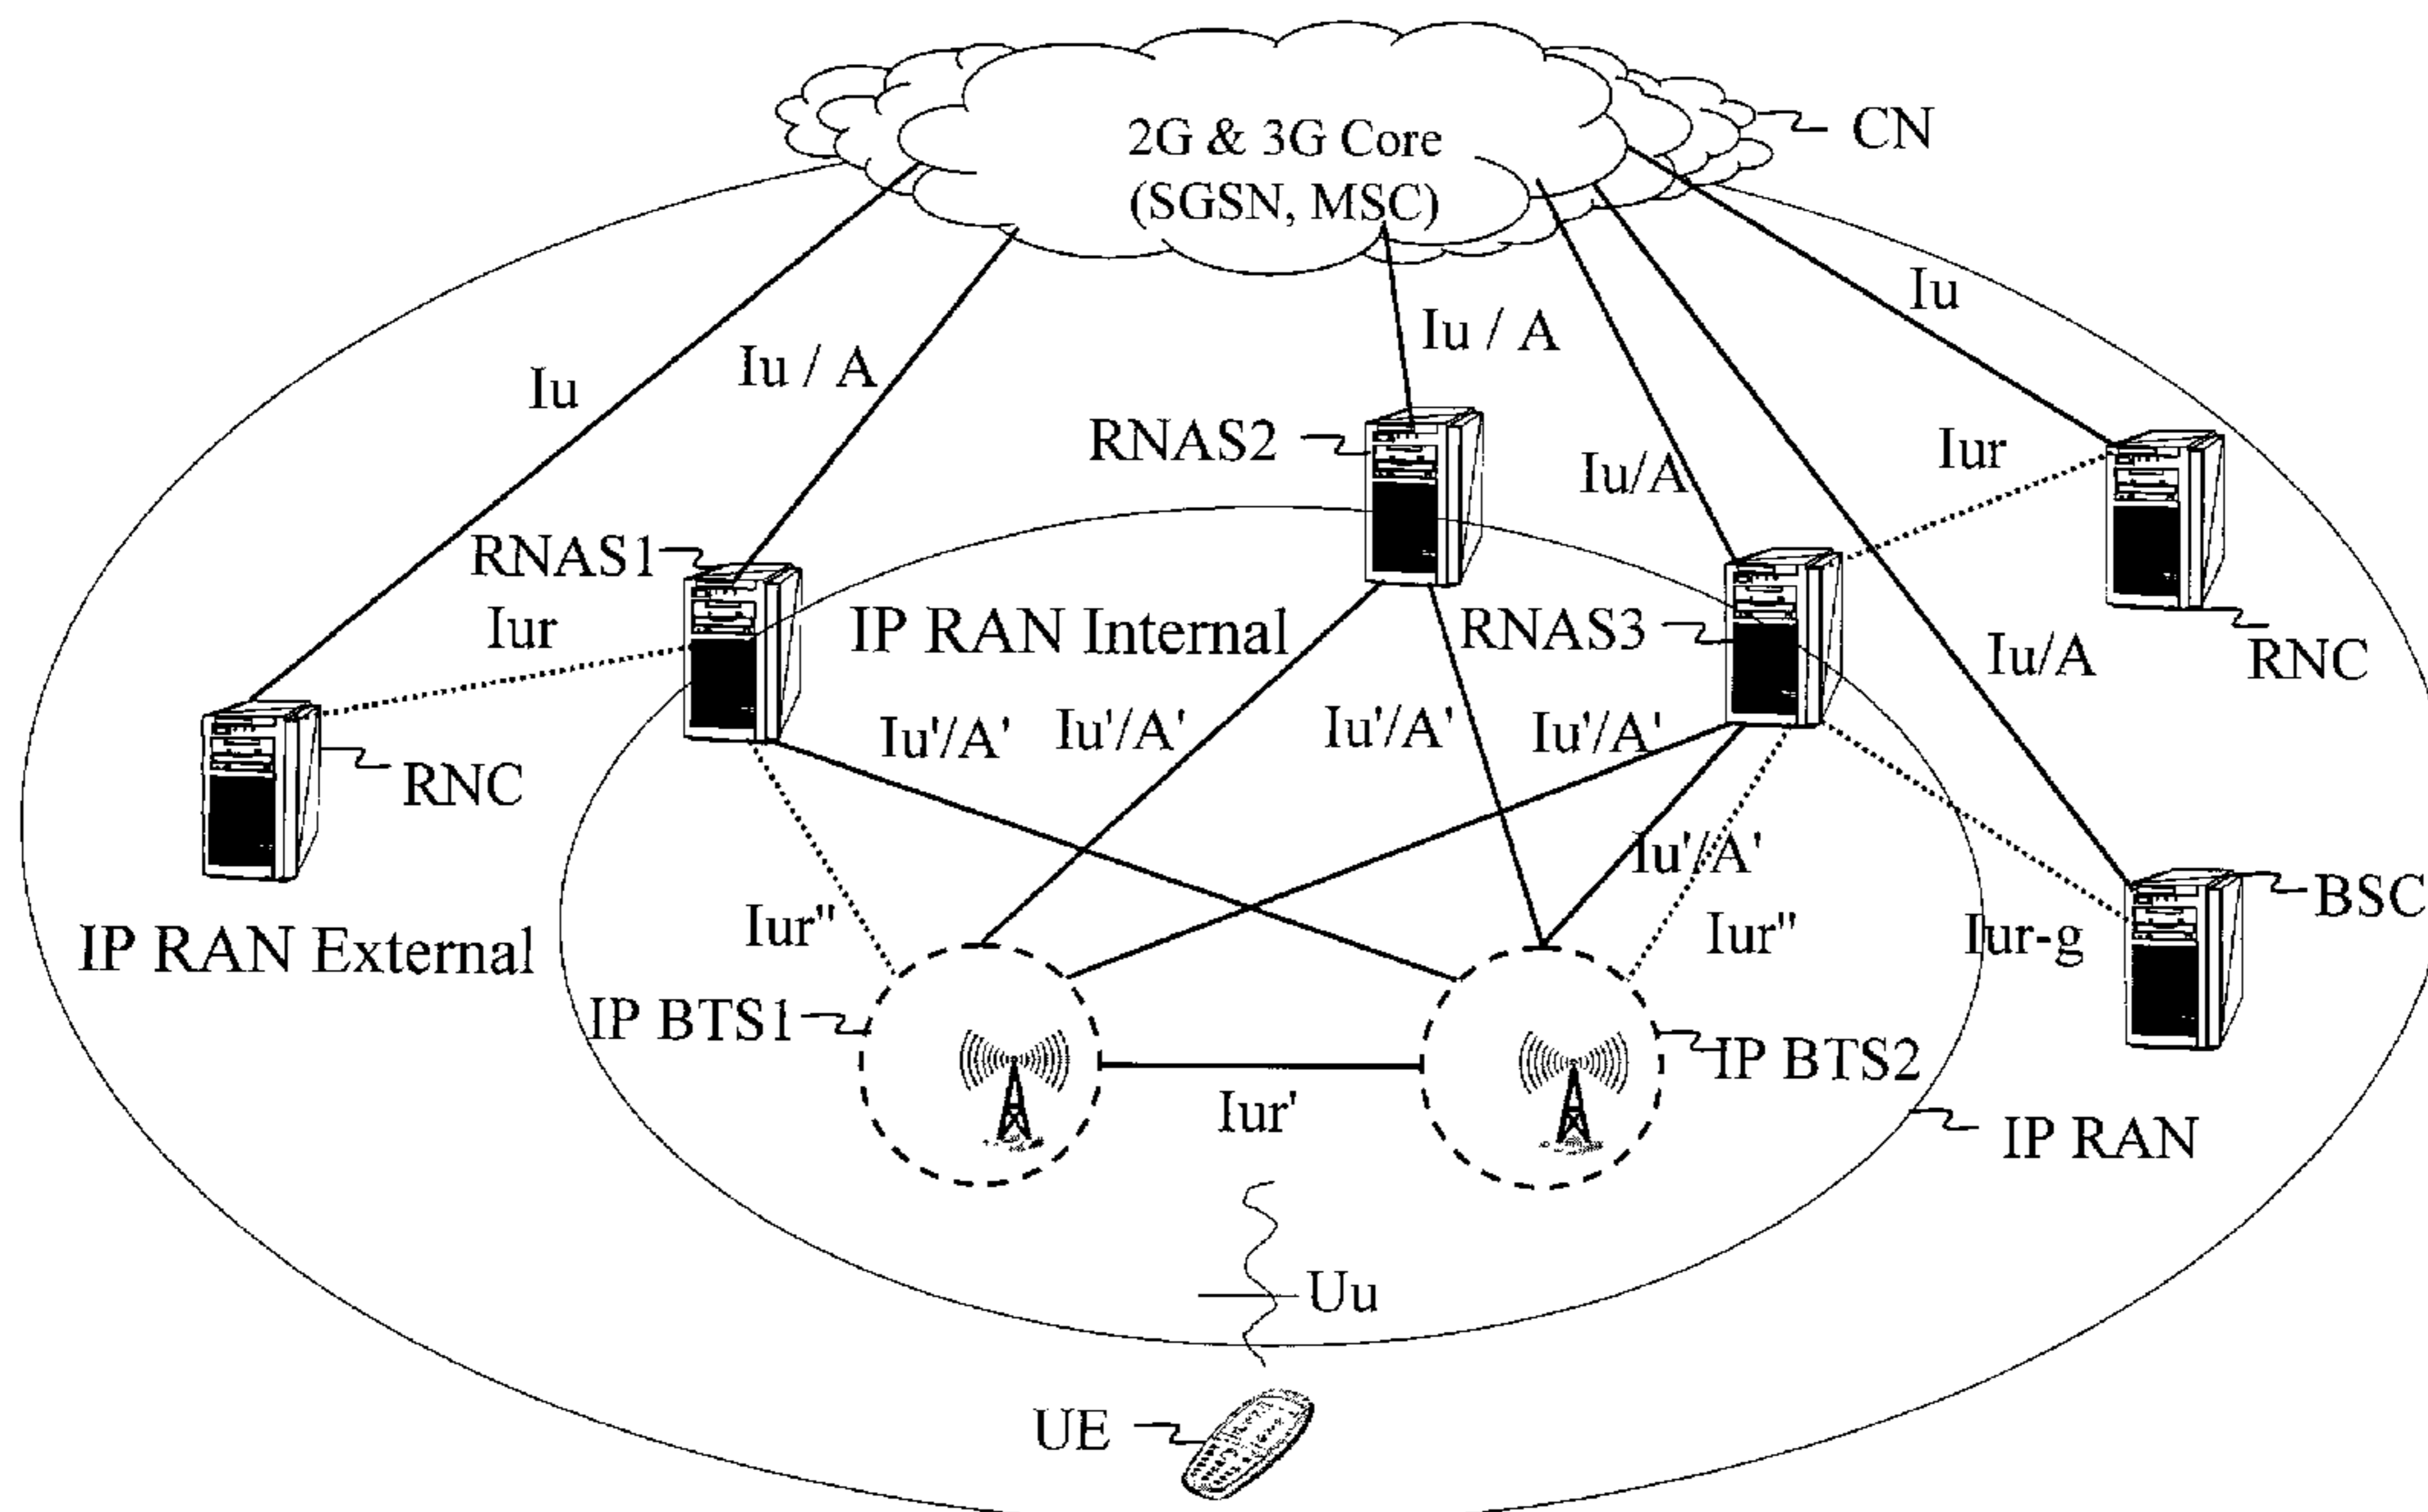 2G & 3G Core
(SGSN, MSC)
CN
Iu
Iu / A
Iu / A
Iu
Iu/A
Iur
RNAS2
RNAS1
Iur
IP RAN Internal
RNAS3
Iu/A
RNC
Iu'/A'
Iu'/A'
Iu'/A'
Iu'/A'
RNC
Iu'/A'
BSC
Iur"
Iur"
Iur-g
IP RAN External
IP BTS1
IP BTS2
Iur'
IP RAN
Uu
UE